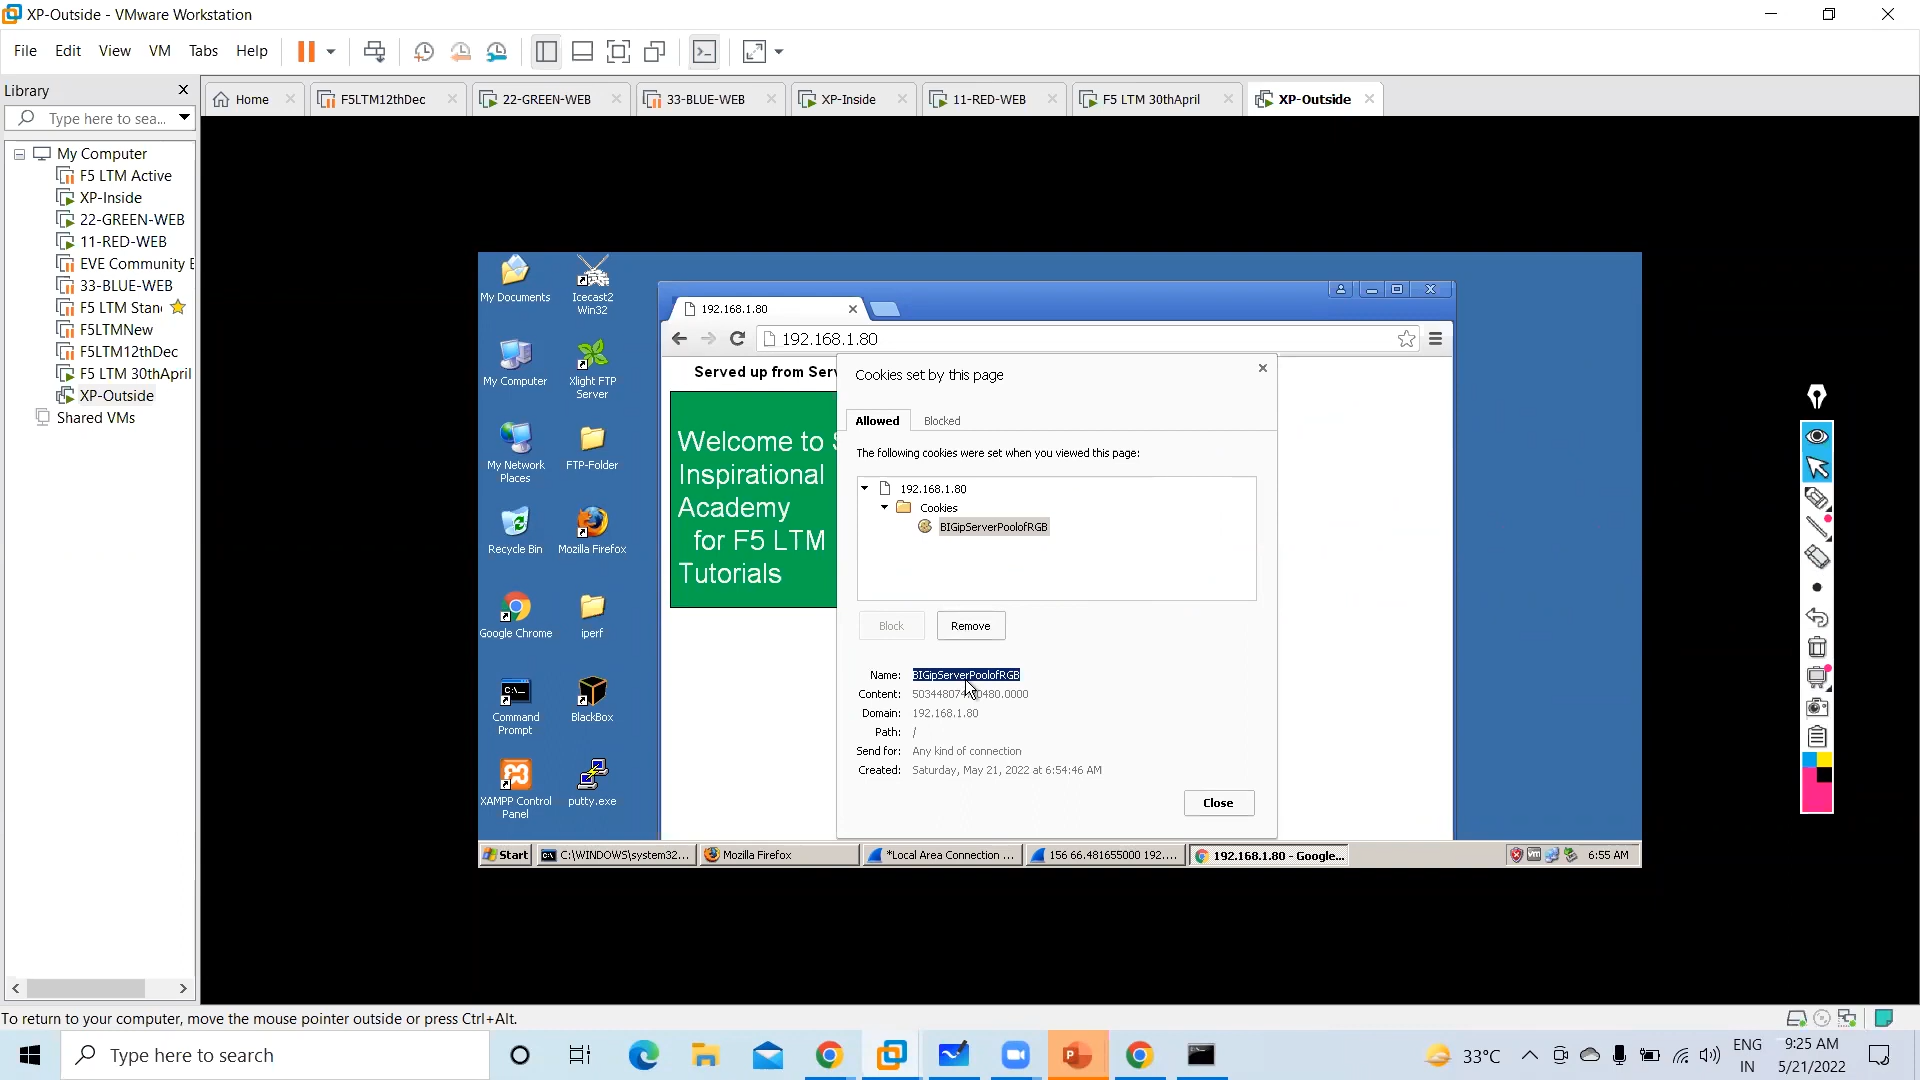 XP-Outside - VMware Workstation
File Edit View VM Tabs Help
Library
Type here to sea...
Home
F5LTM12thDec
22-GREEN-WEB
33-BLUE-WEB
XP-Inside
11-RED-WEB
F5 LTM 30thApril
XP-Outside
My Computer
F5 LTM Active
XP-Inside
22-GREEN-WEB
11-RED-WEB
EVE Community E
33-BLUE-WEB
F5 LTM Stan
F5LTMNew
F5LTM12thDec
F5 LTM 30thApril
XP-Outside
Shared VMs
My Documents
Icecast2
Win32
My Computer
Xlight FTP
Server
My Network
Places
FTP-Folder
Recycle Bin
Mozilla Firefox
Google Chrome
iperf
Command
Prompt
BlackBox
XAMPP Control
Panel
putty.exe
192.168.1.80
192.168.1.80
Served up from Serv
Welcome to S
Inspirational
Academy
for F5 LTM
Tutorials
Cookies set by this page
Allowed
Blocked
The following cookies were set when you viewed this page:
192.168.1.80
Cookies
BIGipServerPoolofRGB
Block
Remove
Name: BIGipServerPoolofRGB
Content: 480.0000
Domain: 192.168.1.80
Path: /
Send for: Any kind of connection
Created: Saturday, May 21, 2022 at 6:54:46 AM
Close
Start
C:\WINDOWS\system32...
Mozilla Firefox
*Local Area Connection ...
156 66.481655000 192....
192.168.1.80 - Google...
6:55 AM
To return to your computer, move the mouse pointer outside or press Ctrl+Alt.
Type here to search
33°C
ENG
IN
9:25 AM
5/21/2022